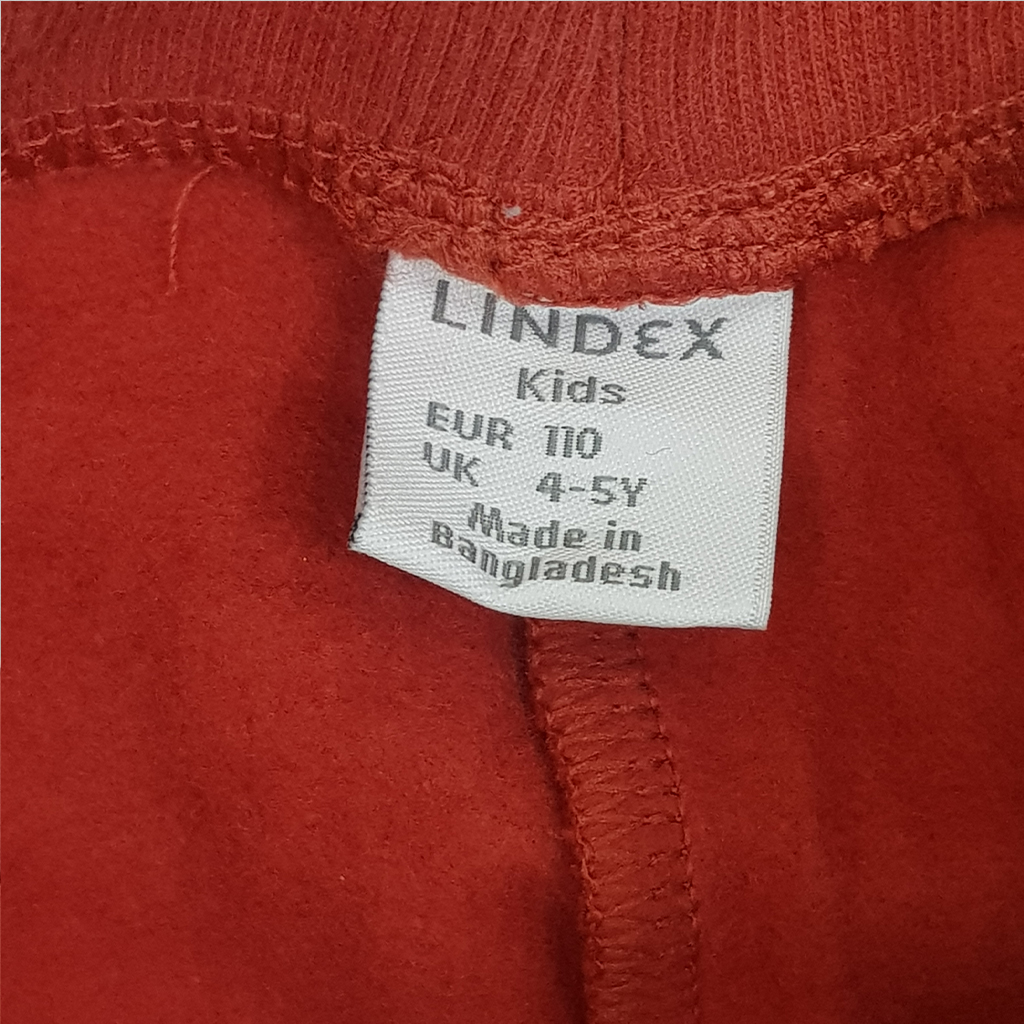 LINDEX
Kids
EUR 110
UK 4-5Y
Made in
Bangladesh